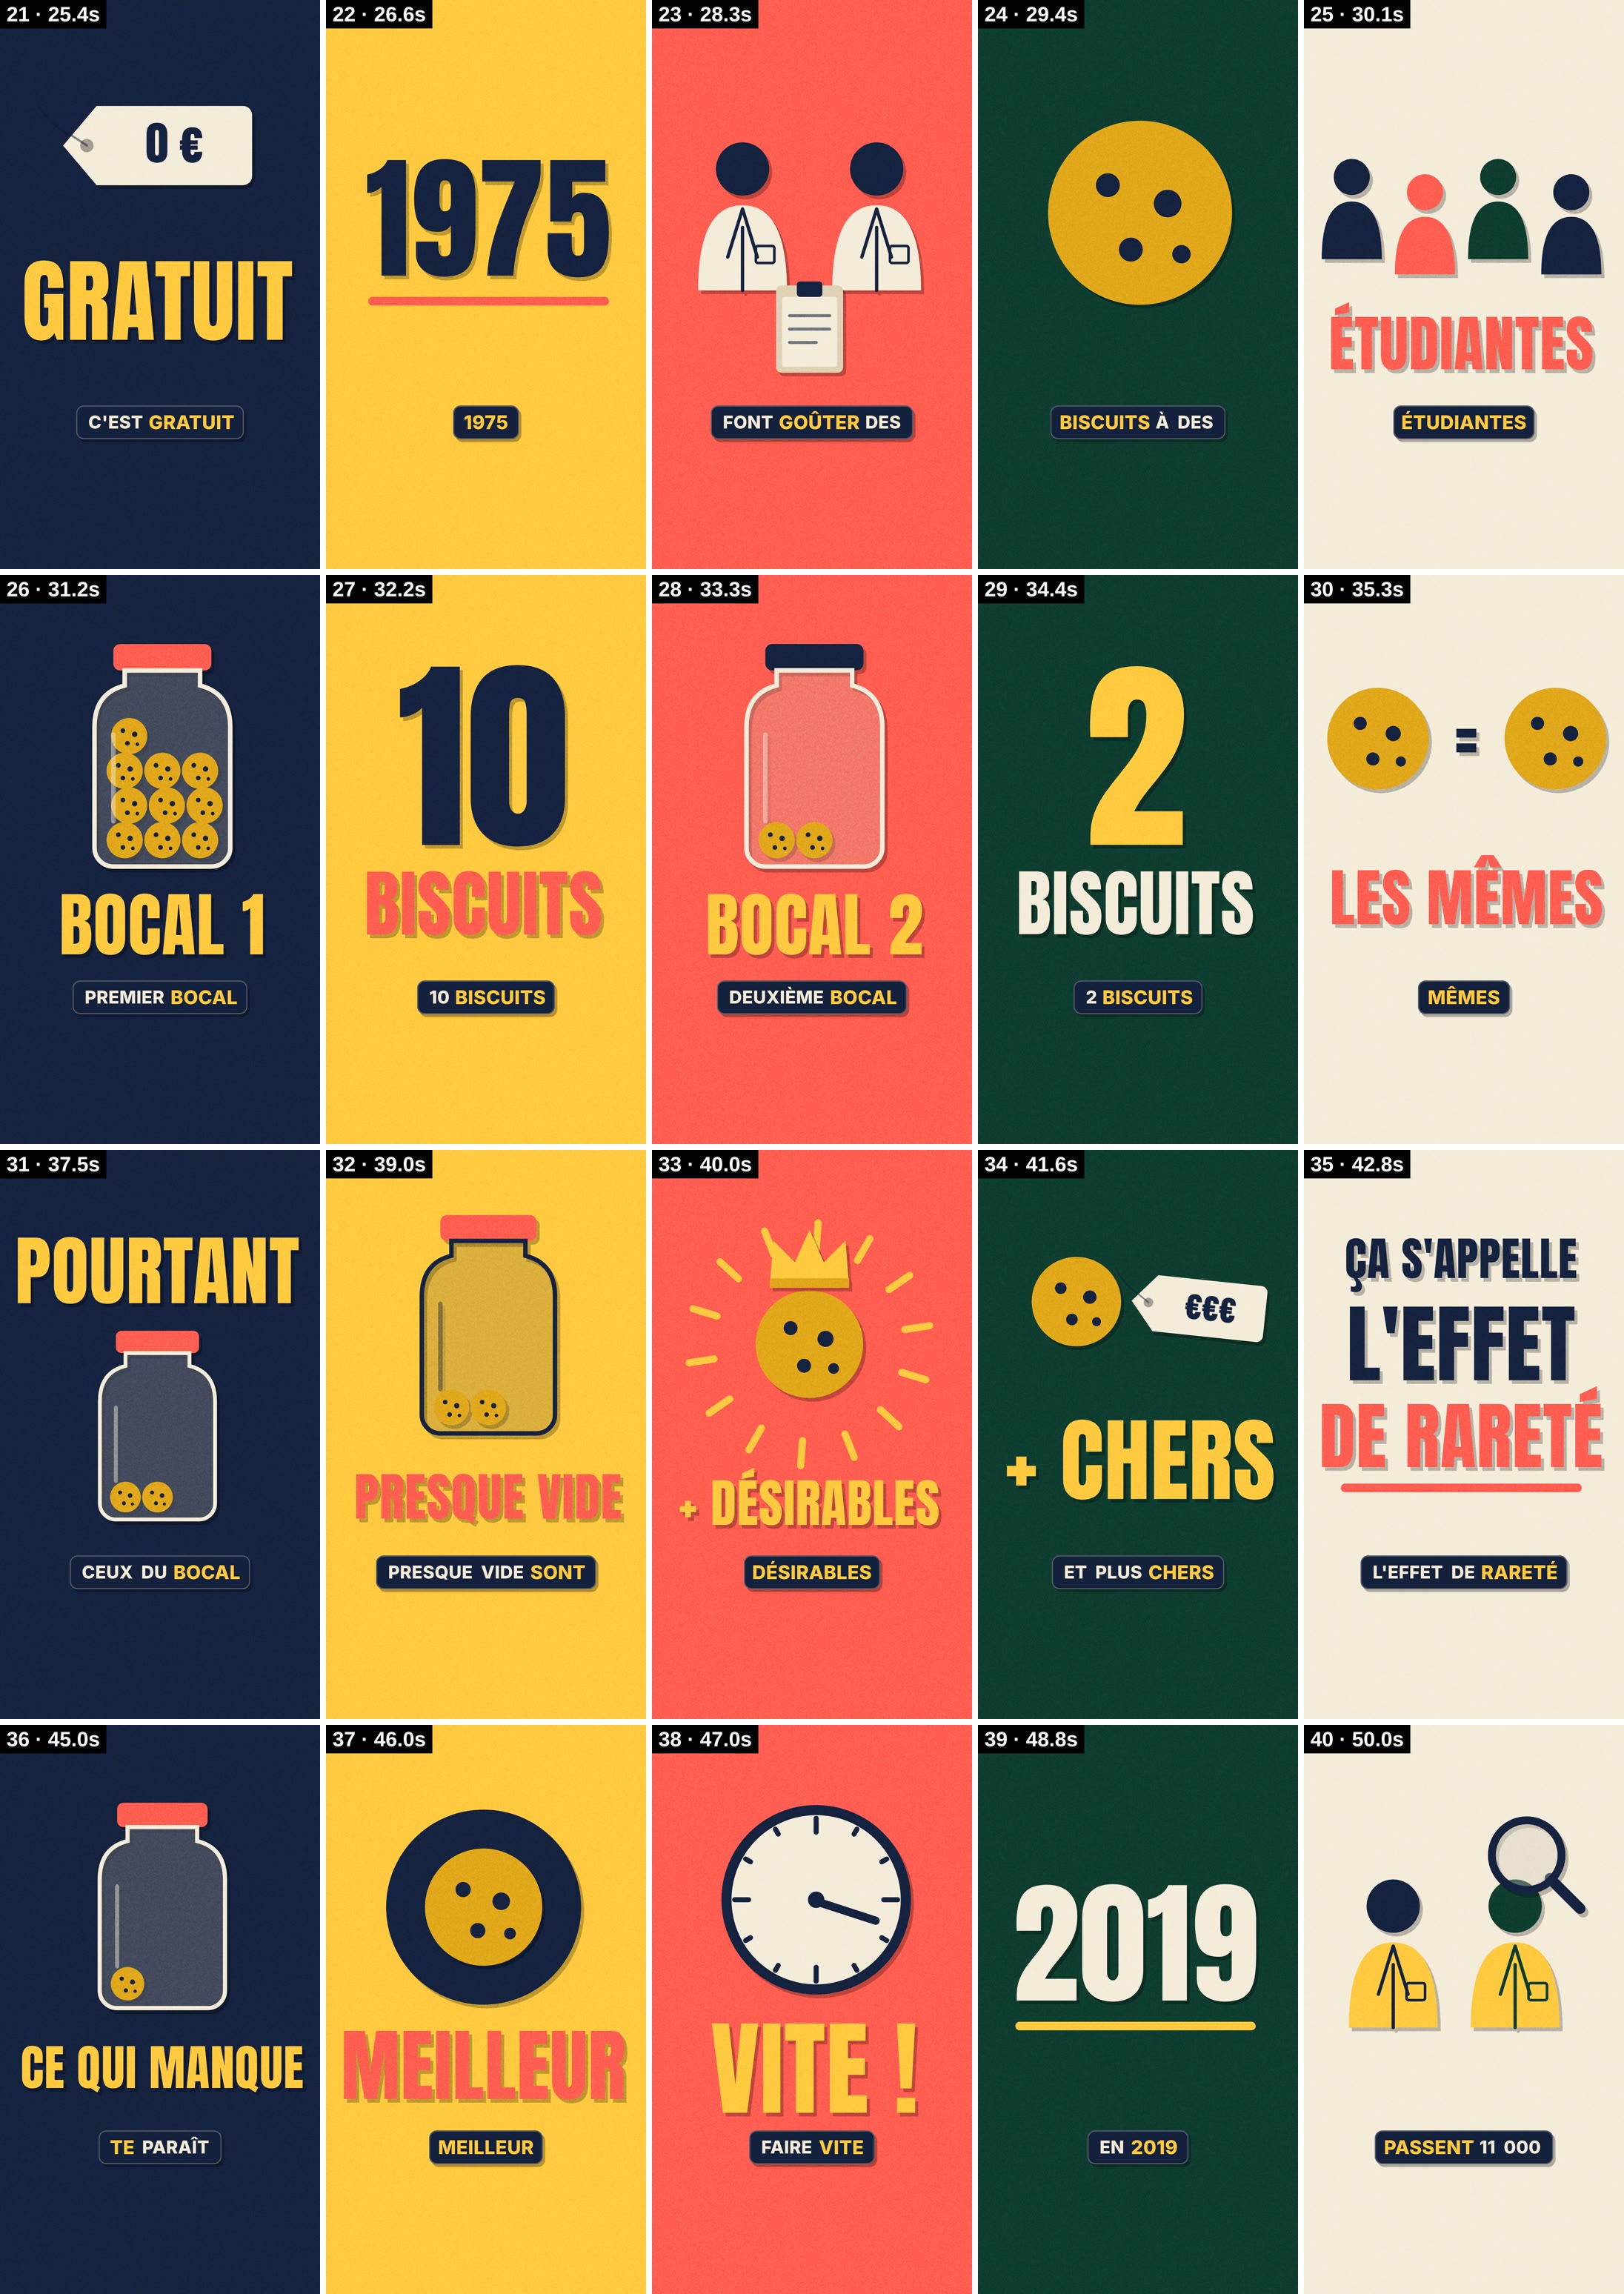 21 · 25.4s
0 €
GRATUIT
C'EST GRATUIT
22 · 26.6s
1975
1975
23 · 28.3s
FONT GOÛTER DES
24 · 29.4s
BISCUITS À DES
25 · 30.1s
ÉTUDIANTES
ÉTUDIANTES
26 · 31.2s
BOCAL 1
PREMIER BOCAL
27 · 32.2s
10
BISCUITS
10 BISCUITS
28 · 33.3s
BOCAL 2
DEUXIÈME BOCAL
29 · 34.4s
2
BISCUITS
2 BISCUITS
30 · 35.3s
=
LES MÊMES
MÊMES
31 · 37.5s
POURTANT
CEUX DU BOCAL
32 · 39.0s
PRESQUE VIDE
PRESQUE VIDE SONT
33 · 40.0s
+ DÉSIRABLES
DÉSIRABLES
34 · 41.6s
€€€
+ CHERS
ET PLUS CHERS
35 · 42.8s
ÇA S'APPELLE
L'EFFET
DE RARETÉ
L'EFFET DE RARETÉ
36 · 45.0s
CE QUI MANQUE
TE PARAÎT
37 · 46.0s
MEILLEUR
MEILLEUR
38 · 47.0s
VITE !
FAIRE VITE
39 · 48.8s
2019
EN 2019
40 · 50.0s
PASSENT 11 000